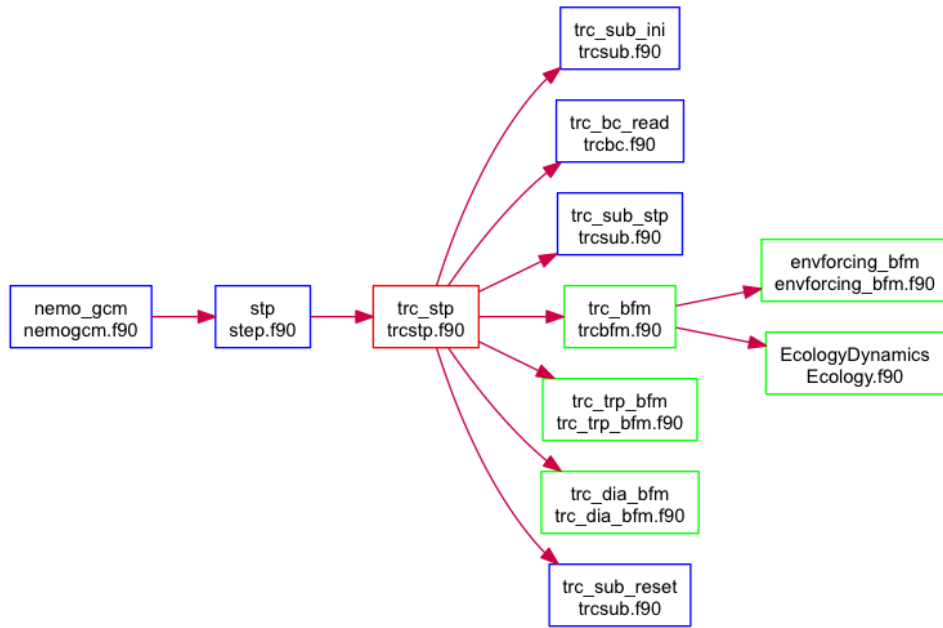 nemo_gcm
nemogcm.f90
stp
step.f90
trc_stp
trcstp.f90
trc_sub_ini
trcsub.f90
trc_bc_read
trcbc.f90
trc_sub_stp
trcsub.f90
trc_bfm
trcbfm.f90
trc_trp_bfm
trc_trp_bfm.f90
trc_dia_bfm
trc_dia_bfm.f90
trc_sub_reset
trcsub.f90
envforcing_bfm
envforcing_bfm.f90
EcologyDynamics
Ecology.f90